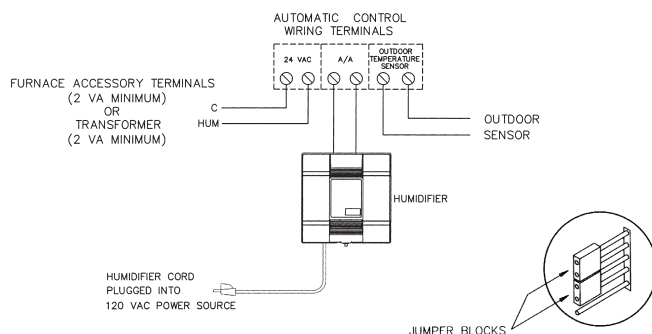 AUTOMATIC CONTROL
WIRING TERMINALS
24 VAC
A/A
OUTDOOR
TEMPERATURE
SENSOR
FURNACE ACCESSORY TERMINALS
(2 VA MINIMUM)
OR
TRANSFORMER
(2 VA MINIMUM)
C
HUM
OUTDOOR
SENSOR
HUMIDIFIER
HUMIDIFIER CORD
PLUGGED INTO
120 VAC POWER SOURCE
JUMPER BLOCKS